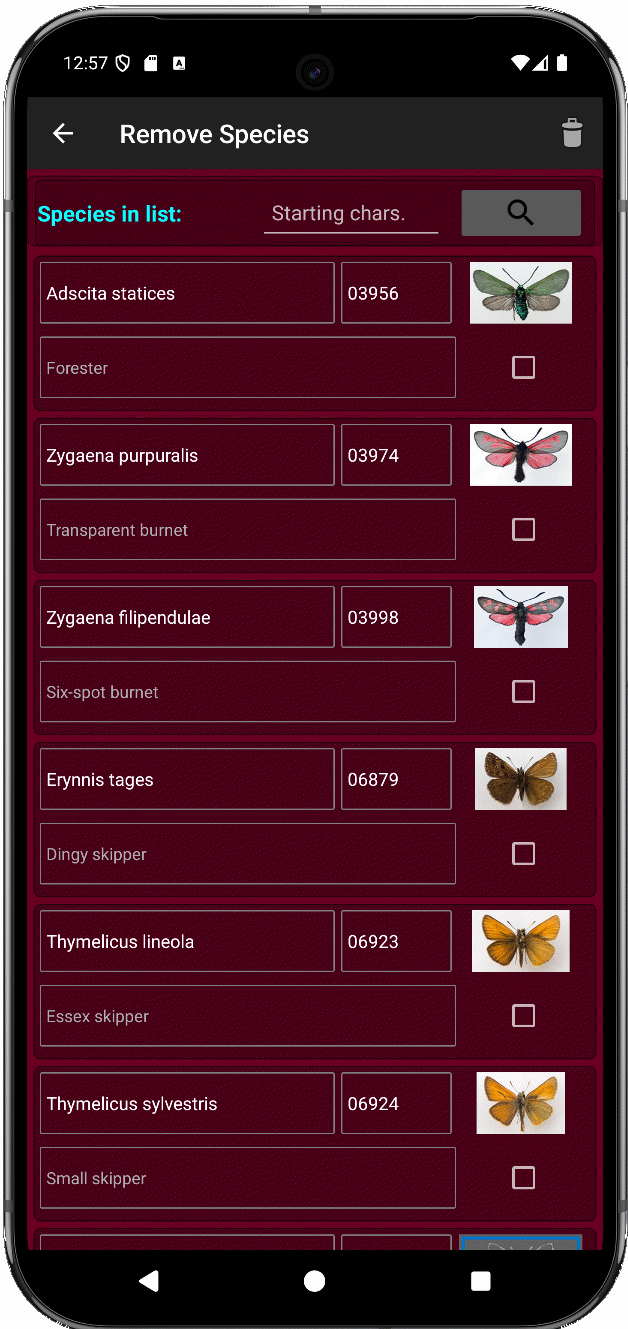 12:57
Remove Species
Species in list: Starting chars.
Adscita statices 03956
Forester
Zygaena purpuralis 03974
Transparent burnet
Zygaena filipendulae 03998
Six-spot burnet
Erynnis tages 06879
Dingy skipper
Thymelicus lineola 06923
Essex skipper
Thymelicus sylvestris 06924
Small skipper